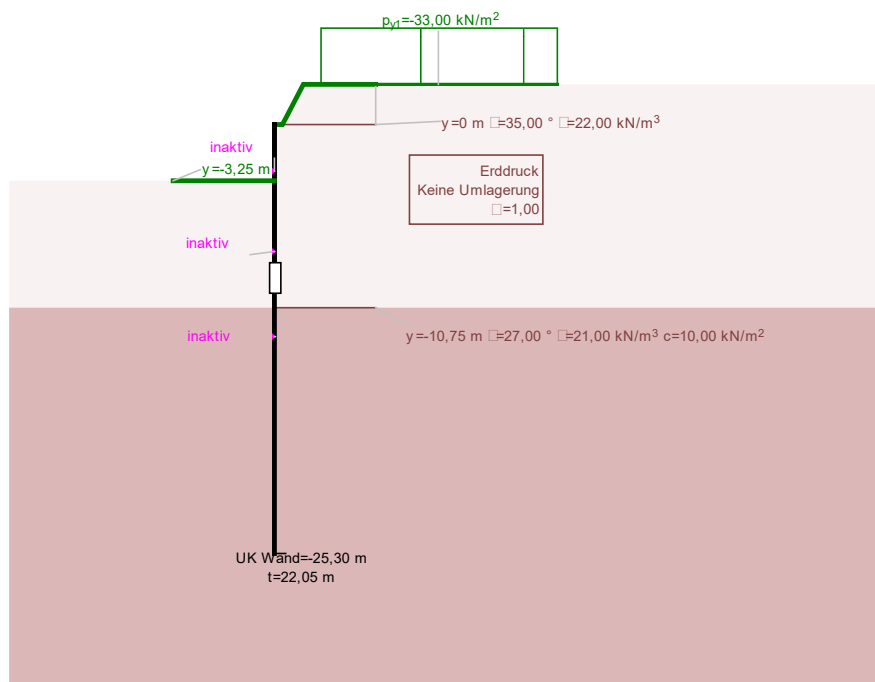 py1=-33,00 kN/m²
y=0 m □=35,00 ° □=22,00 kN/m³
inaktiv
y=-3,25 m
Erddruck
Keine Umlagerung
□=1,00
inaktiv
inaktiv
y=-10,75 m □=27,00 ° □=21,00 kN/m³ c=10,00 kN/m²
UK Wand=-25,30 m
t=22,05 m